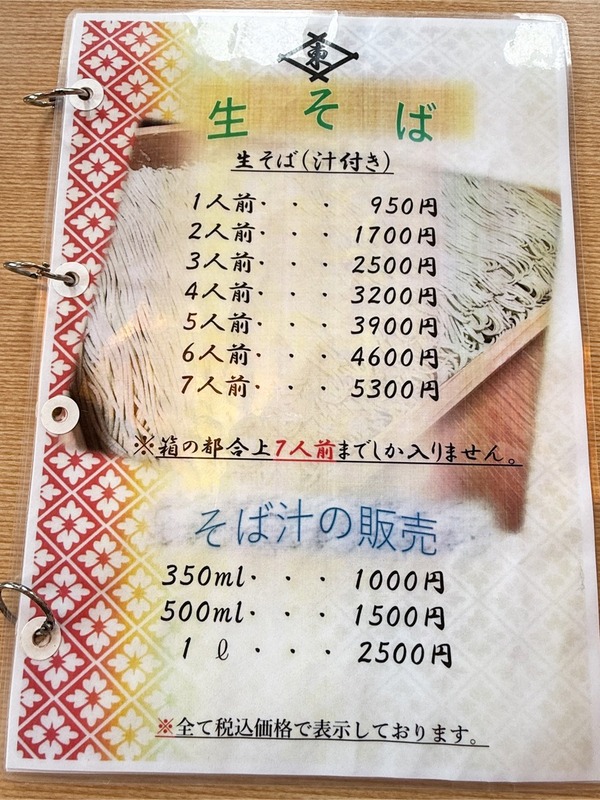 東
生そば
生そば(汁付き)
1人前・・・950円
2人前・・・1700円
3人前・・・2500円
4人前・・・3200円
5人前・・・3900円
6人前・・・4600円
7人前・・・5300円
※箱の都合上7人前までしか入りません。
そば汁の販売
350ml・・・1000円
500ml・・・1500円
1ℓ・・・2500円
※全て税込価格で表示しております。